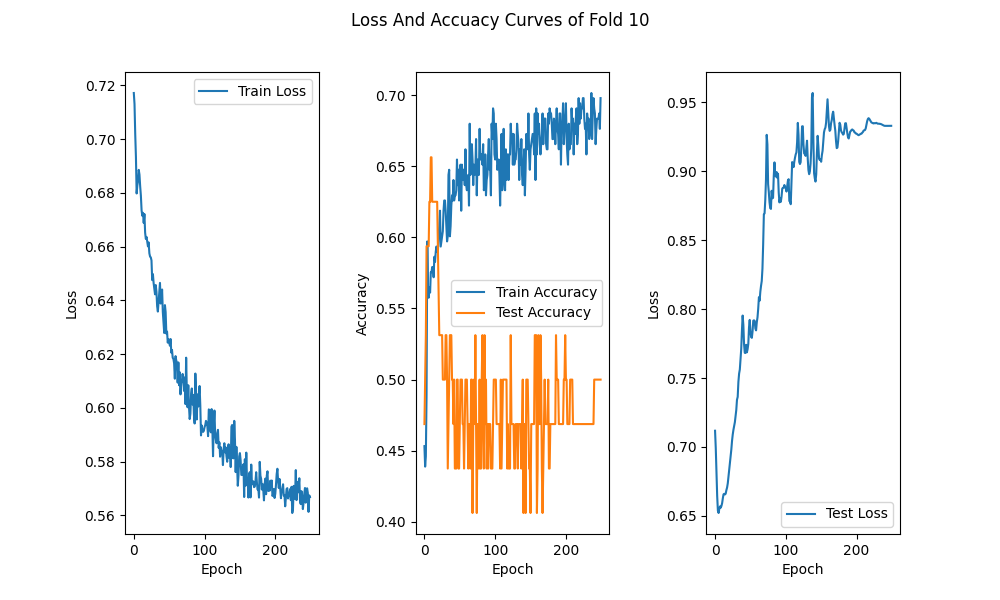 Loss And Accuacy Curves of Fold 10
0.72
0.70
0.68
0.66
0.64
0.62
0.60
0.58
0.56
Loss
Train Loss
0
100
200
Epoch
0.70
0.65
0.60
0.55
0.50
0.45
0.40
Accuracy
Train Accuracy
Test Accuracy
0
100
200
Epoch
0.95
0.90
0.85
0.80
0.75
0.70
0.65
Loss
Test Loss
0
100
200
Epoch